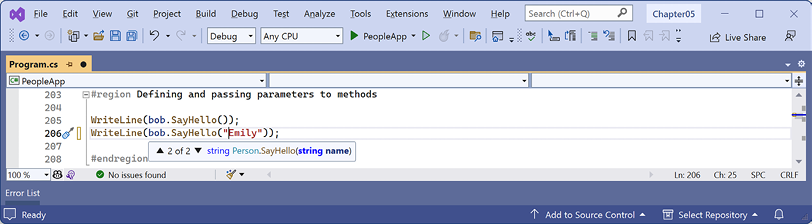 File Edit View Git Project Build Debug Test Analyze Tools Extensions Window Help Search Chapter05
Debug Any CPU PeopleApp Live Share
Program.cs
PeopleApp
203 #region Defining and passing parameters to methods
204
205 WriteLine(bob.SayHello());
206 WriteLine(bob.SayHello("Emily"));
207 2 of 2 string Person.SayHello(string name)
208 #endregion
100 % No issues found Ln: 206 Ch: 25 SPC CRLF
Error List
Add to Source Control Select Repository